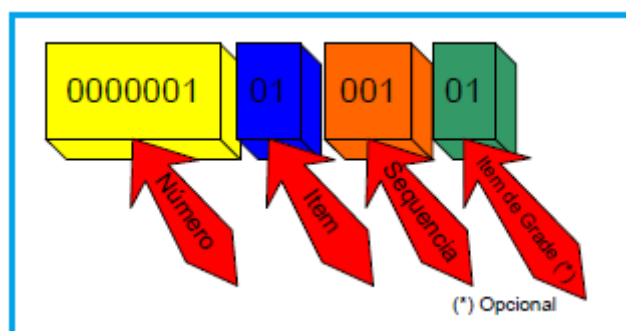 0000001 01 001 01
Número Item Sequencia Item de Grade (*)
(*) Opcional